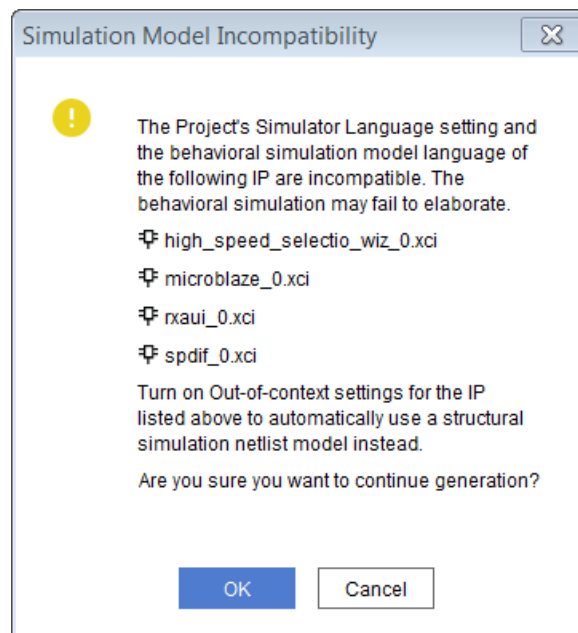 Simulation Model Incompatibility
The Project's Simulator Language setting and
the behavioral simulation model language of
the following IP are incompatible. The
behavioral simulation may fail to elaborate.
high_speed_selectio_wiz_0.xci
microblaze_0.xci
rxaui_0.xci
spdif_0.xci
Turn on Out-of-context settings for the IP
listed above to automatically use a structural
simulation netlist model instead.
Are you sure you want to continue generation?
OK
Cancel